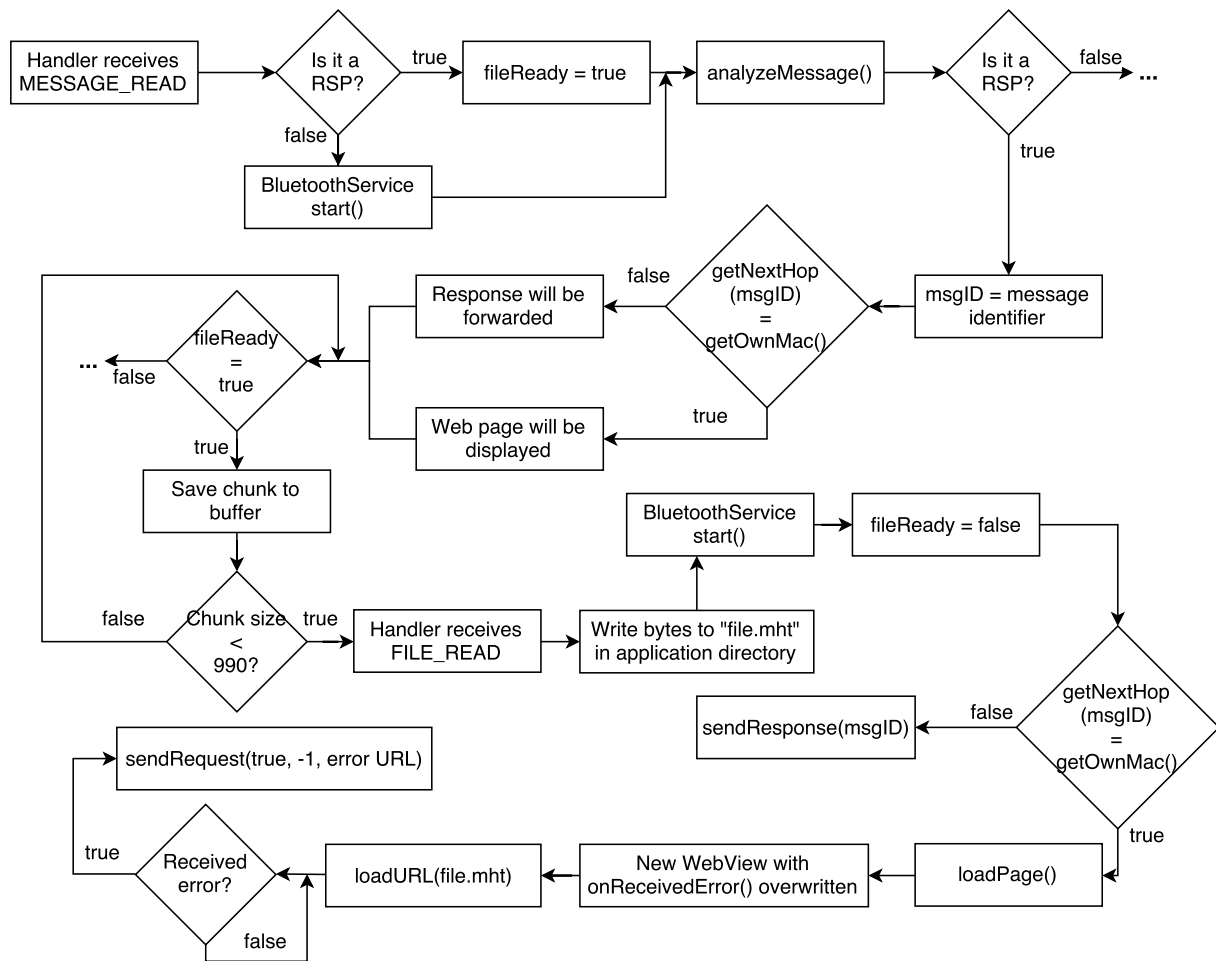 Handler receives
MESSAGE_READ
Is it a
RSP?
true
fileReady = true
analyzeMessage()
Is it a
RSP?
false
...
false
true
BluetoothService
start()
getNextHop
(msgID)
=
getOwnMac()
false
Response will be
forwarded
msgID = message
identifier
fileReady
=
true
...
false
true
Web page will be
displayed
true
Save chunk to
buffer
BluetoothService
start()
fileReady = false
false
Chunk size
<
990?
true
Handler receives
FILE_READ
Write bytes to "file.mht"
in application directory
getNextHop
(msgID)
=
getOwnMac()
false
sendResponse(msgID)
sendRequest(true, -1, error URL)
true
true
Received
error?
loadURL(file.mht)
New WebView with
onReceivedError() overwritten
loadPage()
false